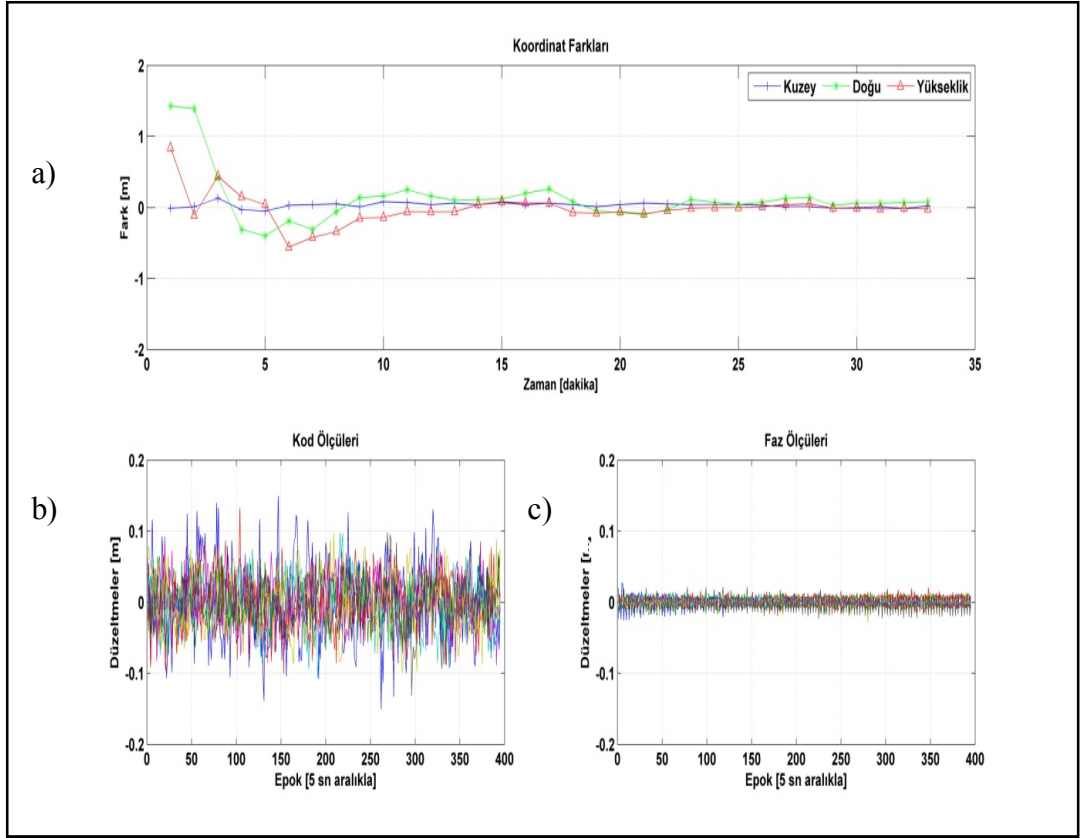 Koordinat Farkları
2
Kuzey Doğu Yükseklik
1
a)
Fark [m]
0
-1
-2
0 5 10 15 20 25 30 35
Zaman [dakika]
Kod Ölçüleri
Faz Ölçüleri
0.2 0.2
b) c)
0.1 0.1
Düzeltmeler [m] Düzeltmeler
0 0
-0.1 -0.1
-0.2 -0.2
0 50 100 150 200 250 300 350 400
0 50 100 150 200 250 300 350 400
Epok [5 sn aralıkla]
Epok [5 sn aralıkla]